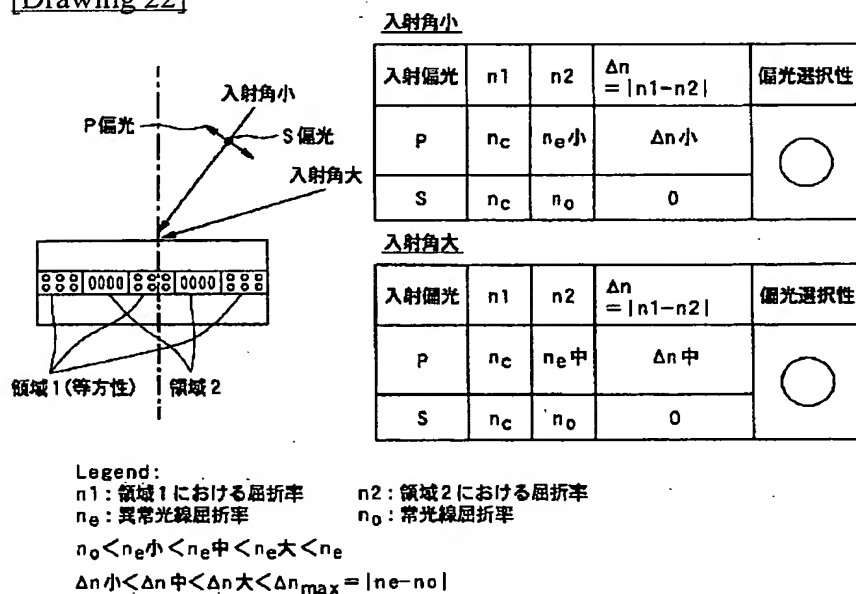 [Drawing 22]
入射角小
P偏光
S偏光
入射角大
領域1(等方性)
領域2
入射角小
入射偏光 n1 n2 Δn =|n1-n2| 偏光選択性
P nc ne小 Δn小 ○
S nc no 0
入射角大
入射偏光 n1 n2 Δn =|n1-n2| 偏光選択性
P nc ne中 Δn中 ○
S nc no 0
Legend:
n1:領域1における屈折率 n2:領域2における屈折率
ne:異常光線屈折率 no:常光線屈折率
no<ne小<ne中<ne大<ne
Δn小<Δn中<Δn大<Δnmax=|ne-no|